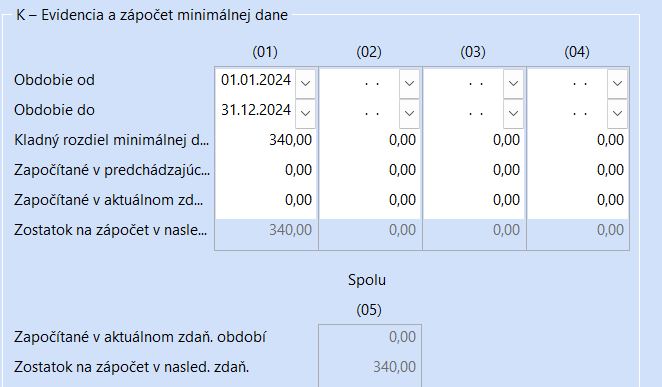 K – Evidencia a zápočet minimálnej dane
(01) (02) (03) (04)
Obdobie od 01.01.2024 . . . . . .
Obdobie do 31.12.2024 . . . . . .
Kladný rozdiel minimálnej d... 340,00 0,00 0,00 0,00
Započítané v predchádzajúc... 0,00 0,00 0,00 0,00
Započítané v aktuálnom zd... 0,00 0,00 0,00 0,00
Zostatok na zápočet v nasle... 340,00 0,00 0,00 0,00
Spolu
(05)
Započítané v aktuálnom zdaň. období 0,00
Zostatok na zápočet v nasled. zdaň. 340,00